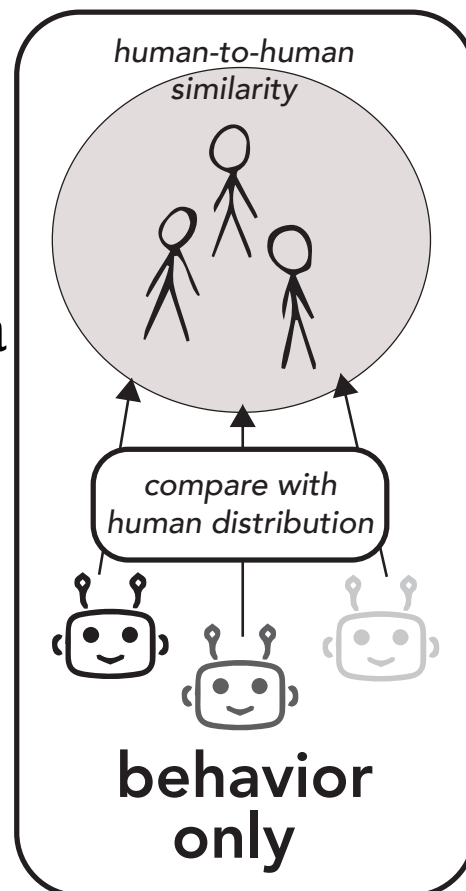 human-to-human
similarity
compare with
human distribution
behavior
only